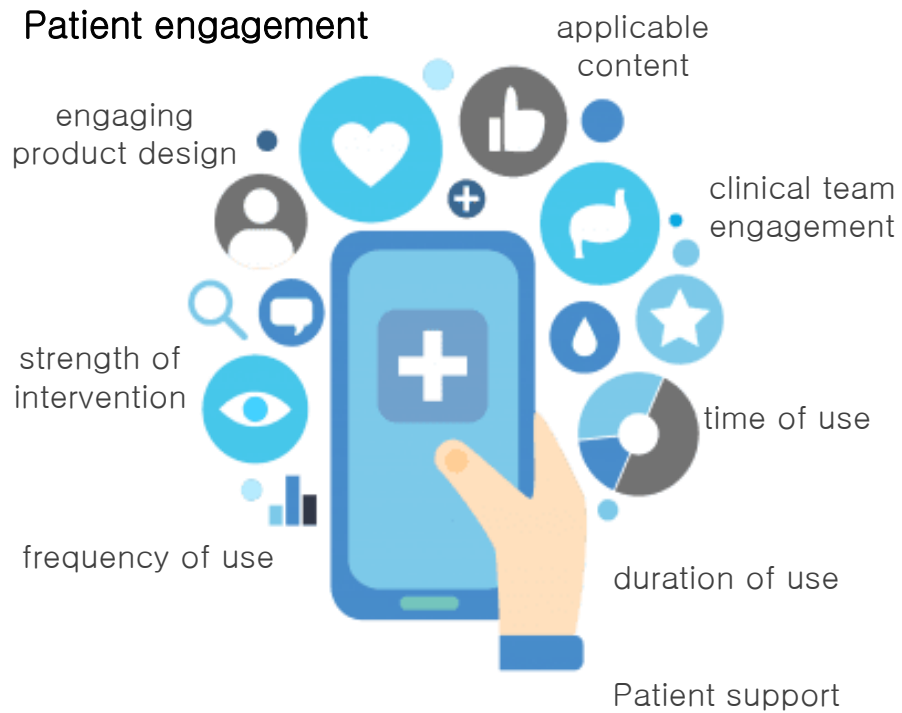 Patient engagement
applicable
content
engaging
product design
clinical team
engagement
strength of
intervention
time of use
frequency of use
duration of use
Patient support